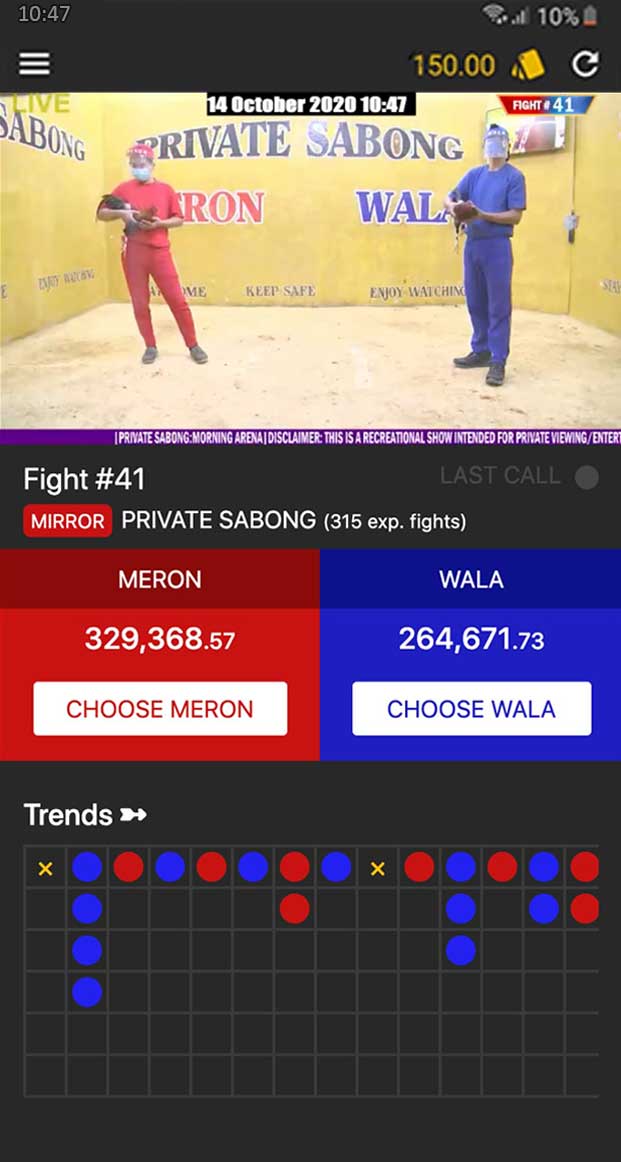 10:47
10%
150.00
LIVE
14 October 2020 10:47
FIGHT# 41
SABONG
PRIVATE SABONG
WALA
ENJOY WATCHING
KEEP SAFE
ENJOY WATCHING
| PRIVATE SABONG:MORNING ARENA | DISCLAIMER: THIS IS A RECREATIONAL SHOW INTENDED FOR PRIVATE VIEWING/ENTERT
Fight #41
LAST CALL
MIRROR PRIVATE SABONG (315 exp. fights)
MERON
WALA
329,368.57
264,671.73
CHOOSE MERON
CHOOSE WALA
Trends